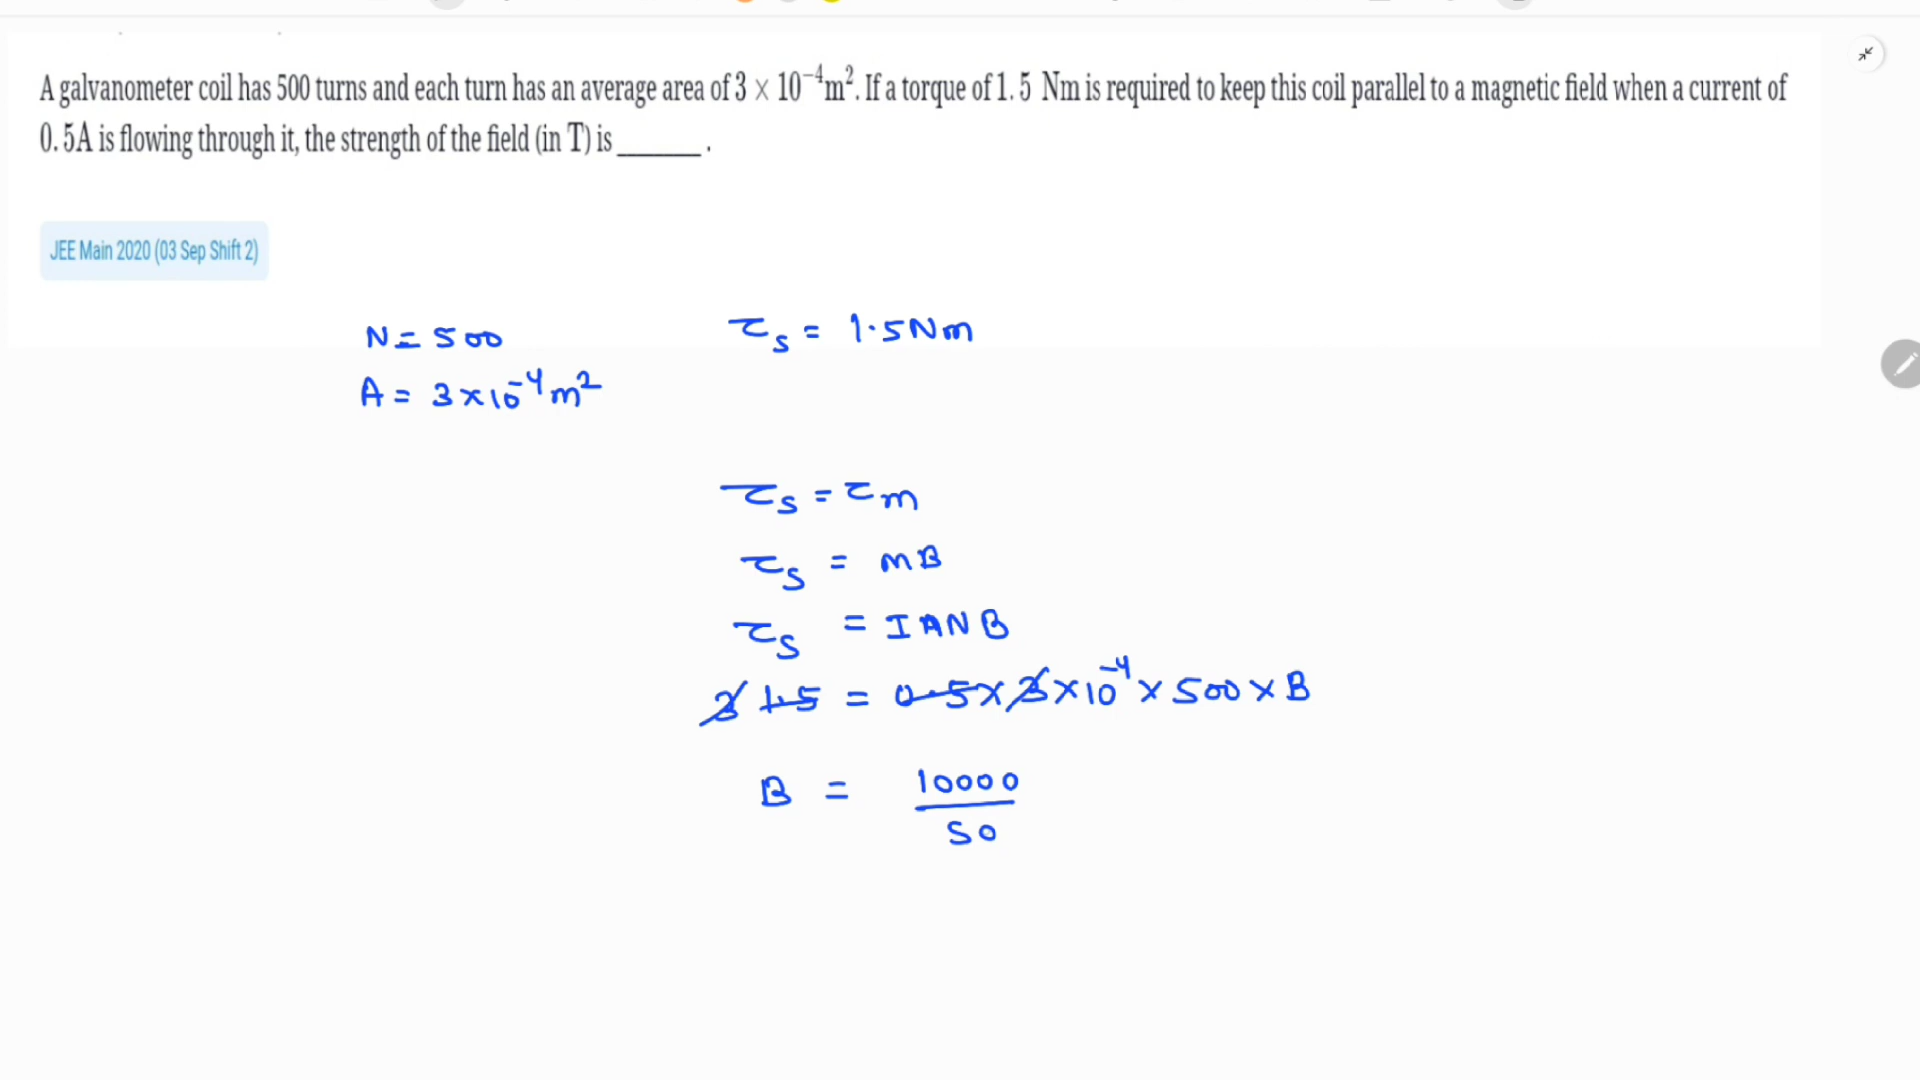 A galvanometer coil has 500 turns and each turn has an average area of 3 × 10⁻⁴m². If a torque of 1. 5 Nm is required to keep this coil parallel to a magnetic field when a current of
0. 5A is flowing through it, the strength of the field (in T) is _______ .
JEE Main 2020 (03 Sep Shift 2)
N = 500
τs = 1.5Nm
A = 3×10⁻⁴m²
τs = τm
τs = mB
τs = IANB
3 1.5 = 0.5×3×10⁻⁴×500×B
B = 10000/50